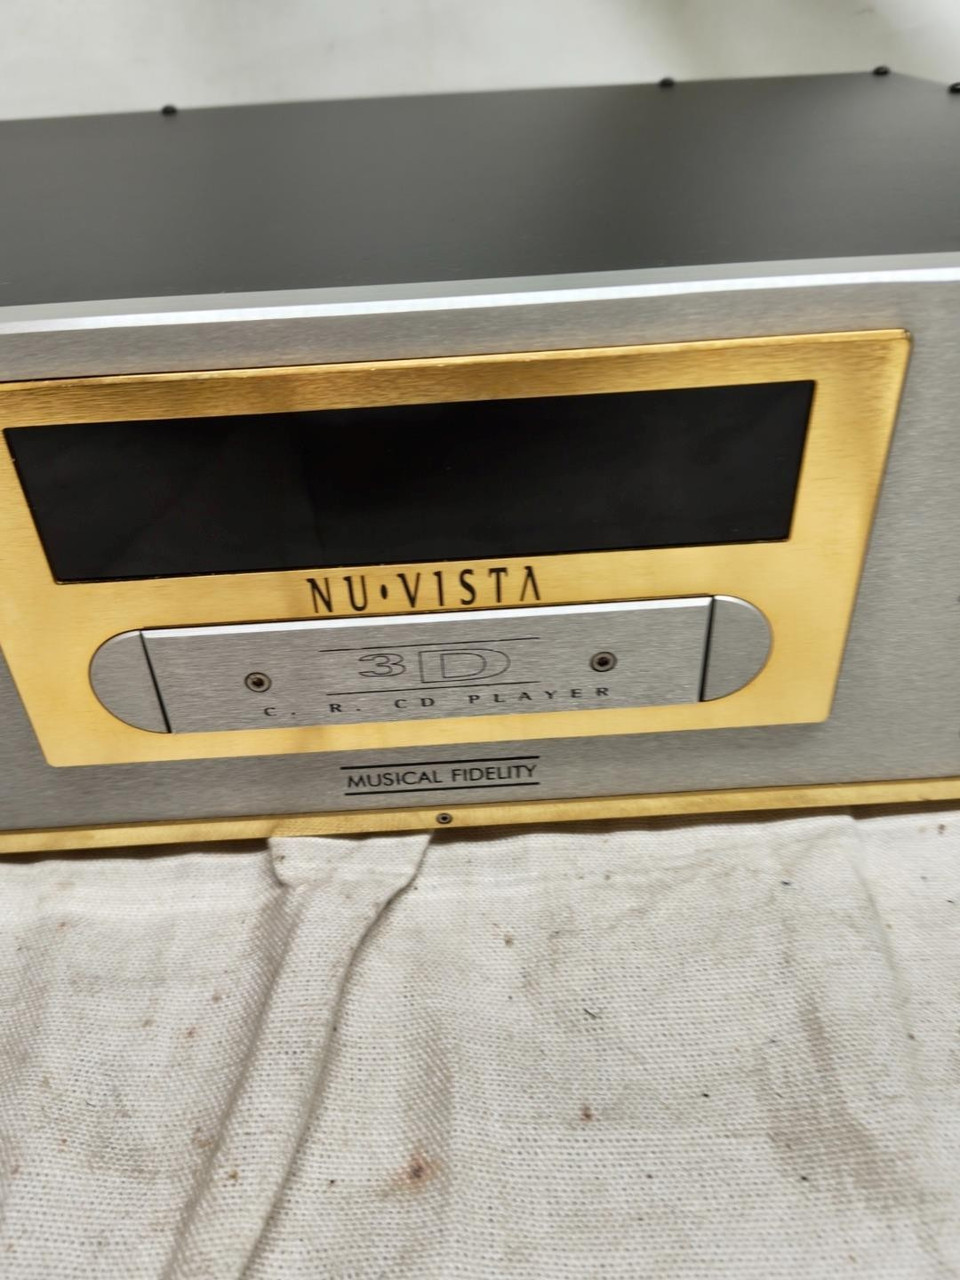 NU•VISTA
3D
C. R. CD PLAYER
MUSICAL FIDELITY